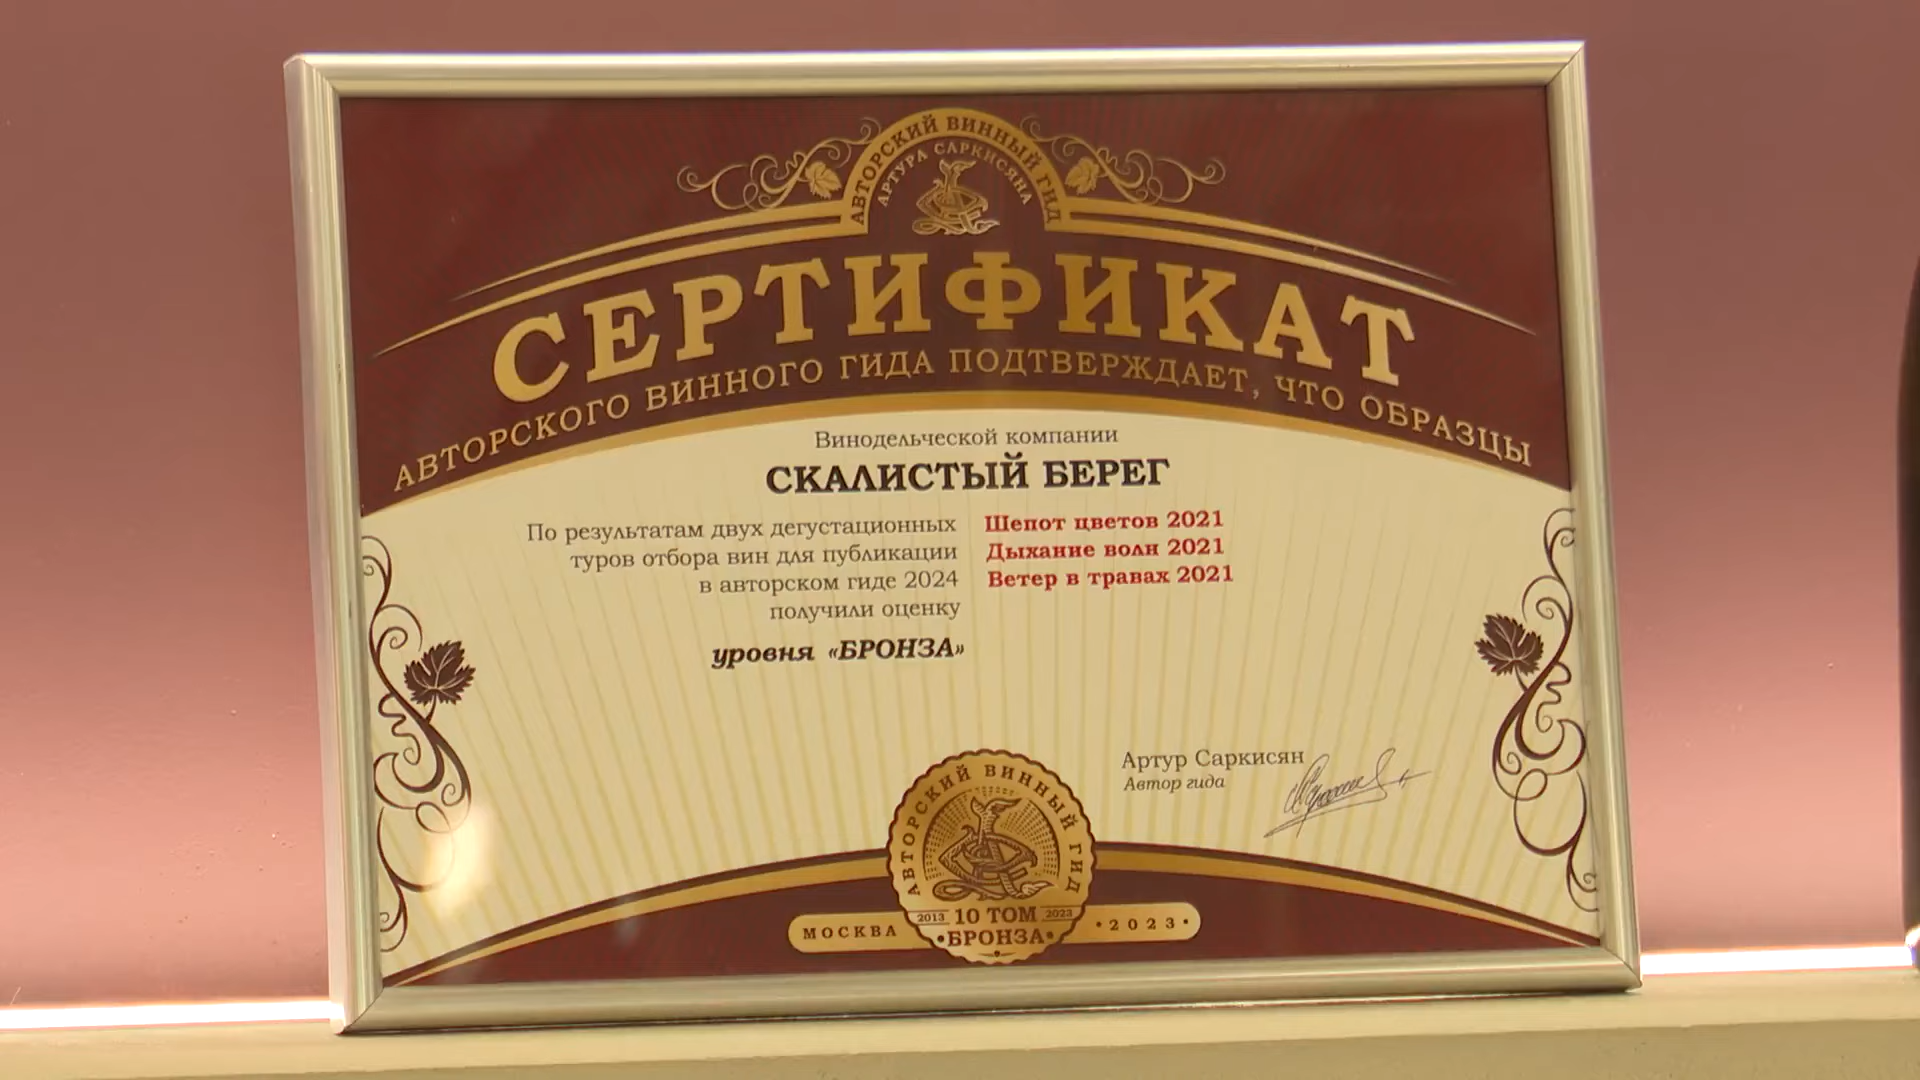 АВТОРСКИЙ ВИННЫЙ ГИД
АРТУРА САРКИСЯНА
СЕРТИФИКАТ
АВТОРСКОГО ВИННОГО ГИДА ПОДТВЕРЖДАЕТ, ЧТО ОБРАЗЦЫ
Винодельческой компании
СКАЛИСТЫЙ БЕРЕГ
По результатам двух дегустационных
туров отбора вин для публикации
в авторском гиде 2024
получили оценку
уровня «БРОНЗА»
Шепот цветов 2021
Дыхание волн 2021
Ветер в травах 2021
Артур Саркисян
Автор гида
АВТОРСКИЙ ВИННЫЙ ГИД
2013 10 ТОМ 2023
МОСКВА •БРОНЗА• •2023•